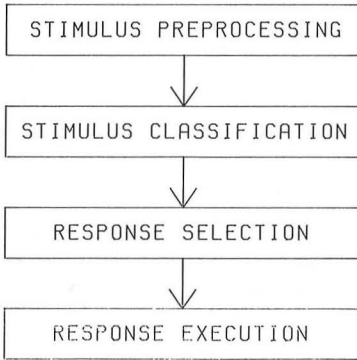 STIMULUS PREPROCESSING
STIMULUS CLASSIFICATION
RESPONSE SELECTION
RESPONSE EXECUTION